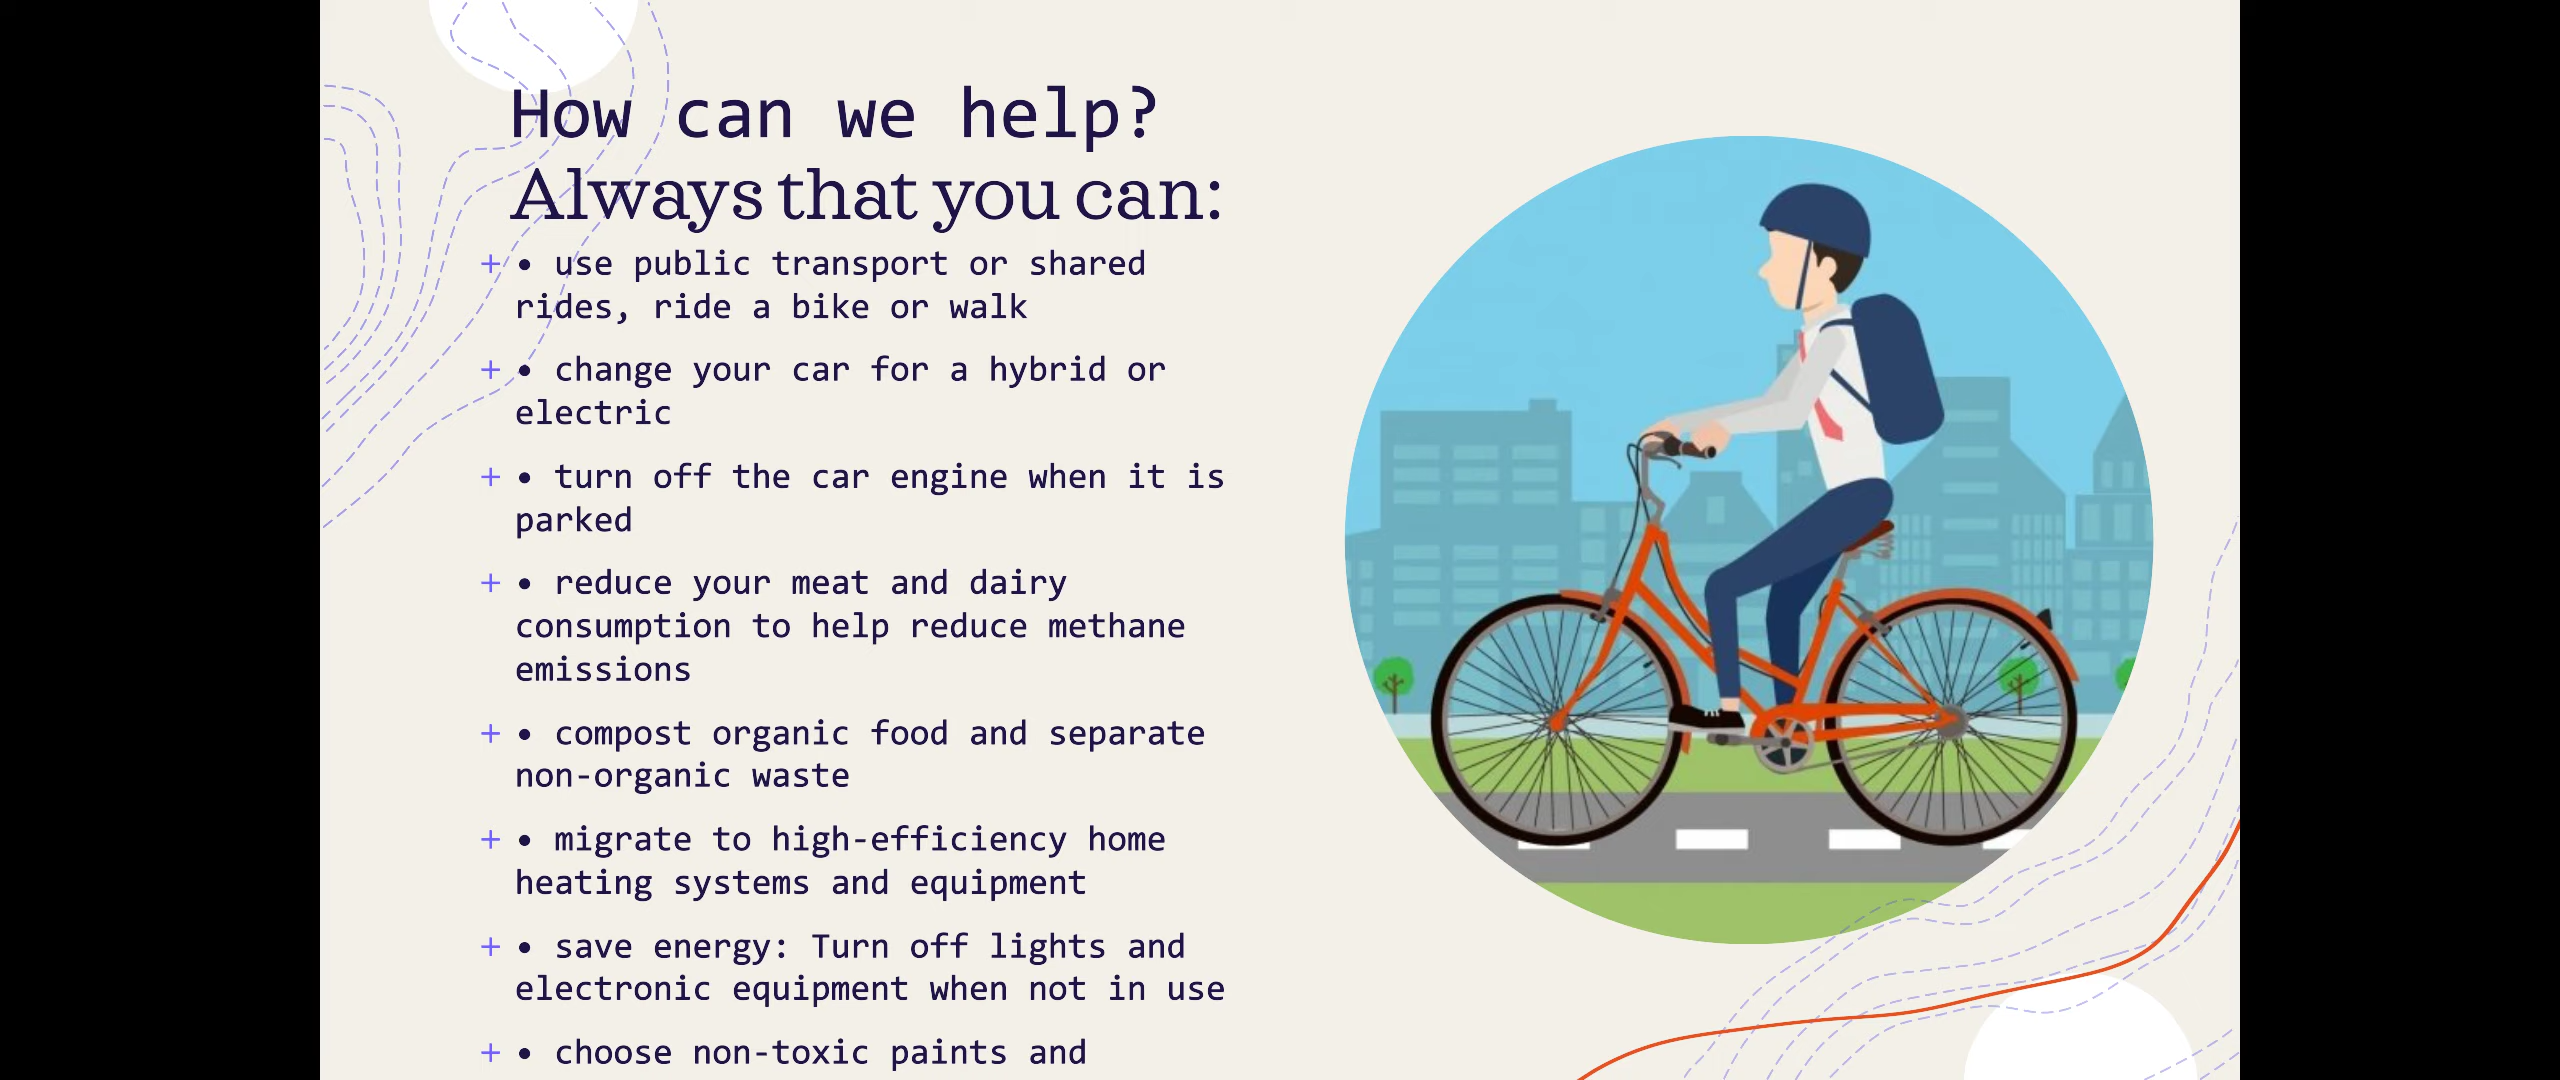 How can we help?
Always that you can:
+ • use public transport or shared
rides, ride a bike or walk
+ • change your car for a hybrid or
electric
+ • turn off the car engine when it is
parked
+ • reduce your meat and dairy
consumption to help reduce methane
emissions
+ • compost organic food and separate
non-organic waste
+ • migrate to high-efficiency home
heating systems and equipment
+ • save energy: Turn off lights and
electronic equipment when not in use
+ • choose non-toxic paints and